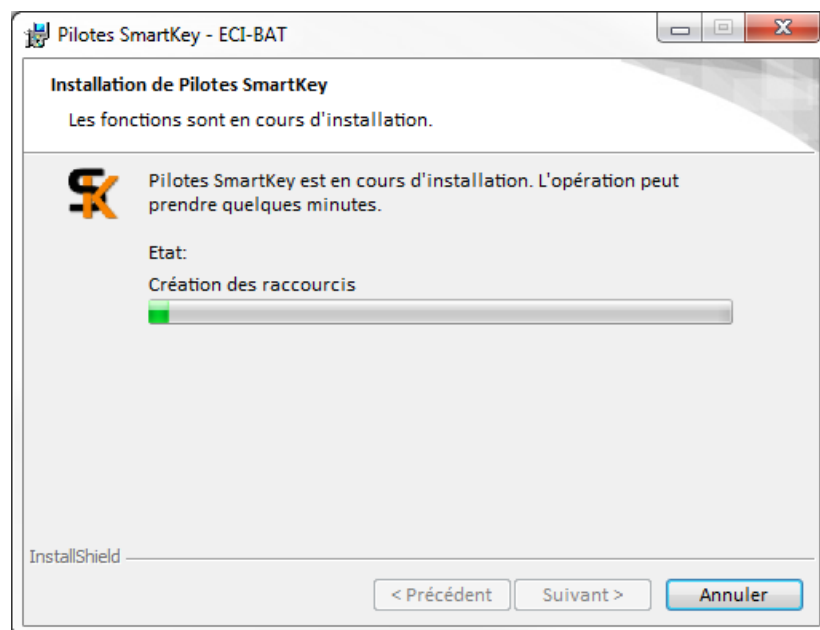 Pilotes SmartKey - ECI-BAT
Installation de Pilotes SmartKey
Les fonctions sont en cours d'installation.
SK
Pilotes SmartKey est en cours d'installation. L'opération peut
prendre quelques minutes.
Etat:
Création des raccourcis
InstallShield
< Précédent
Suivant >
Annuler